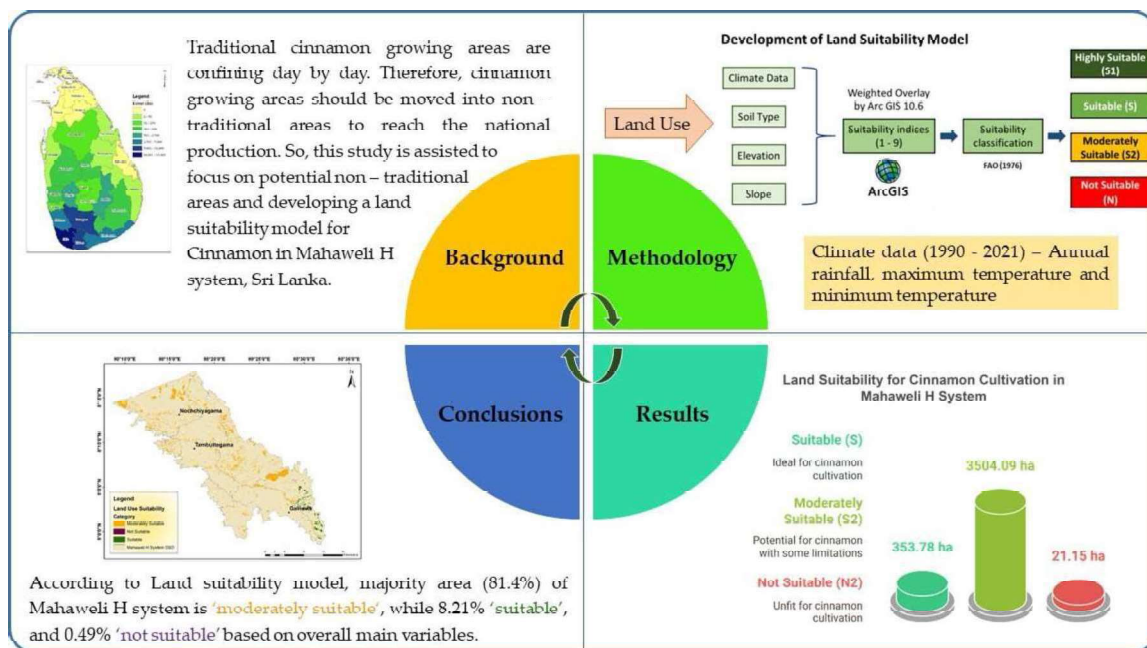 Traditional cinnamon growing areas are
confining day by day. Therefore, cinnamon
growing areas should be moved into non
traditional areas to reach the national
production. So, this study is assisted to
focus on potential non – traditional
areas and developing a land
suitability model for
Cinnamon in Mahaweli H
system, Sri Lanka.
Legend
Background
Development of Land Suitability Model
Land Use
Climate Data
Soil Type
Elevation
Slope
Weighted Overlay
by Arc GIS 10.6
Suitability indices
(1 - 9)
ArcGIS
Suitability
classification
FAO (1976)
Highly Suitable
(S1)
Suitable (S)
Moderately
Suitable (S2)
Not Suitable
(N)
Climate data (1990 - 2021) – Annual
rainfall, maximum temperature and
minimum temperature
Methodology
Conclusions
Nochchiyagama
Tambuttegama
Galnewa
Legend
Land Use Suitability
Category
Moderately Suitable
Not Suitable
Suitable
According to Land suitability model, majority area (81.4%) of
Mahaweli H system is 'moderately suitable', while 8.21% 'suitable',
and 0.49% 'not suitable' based on overall main variables.
Results
Land Suitability for Cinnamon Cultivation in
Mahaweli H System
Suitable (S)
Ideal for cinnamon
cultivation
Moderately
Suitable (S2)
Potential for cinnamon
with some limitations
Not Suitable (N2)
Unfit for cinnamon
cultivation
353.78 ha
3504.09 ha
21.15 ha